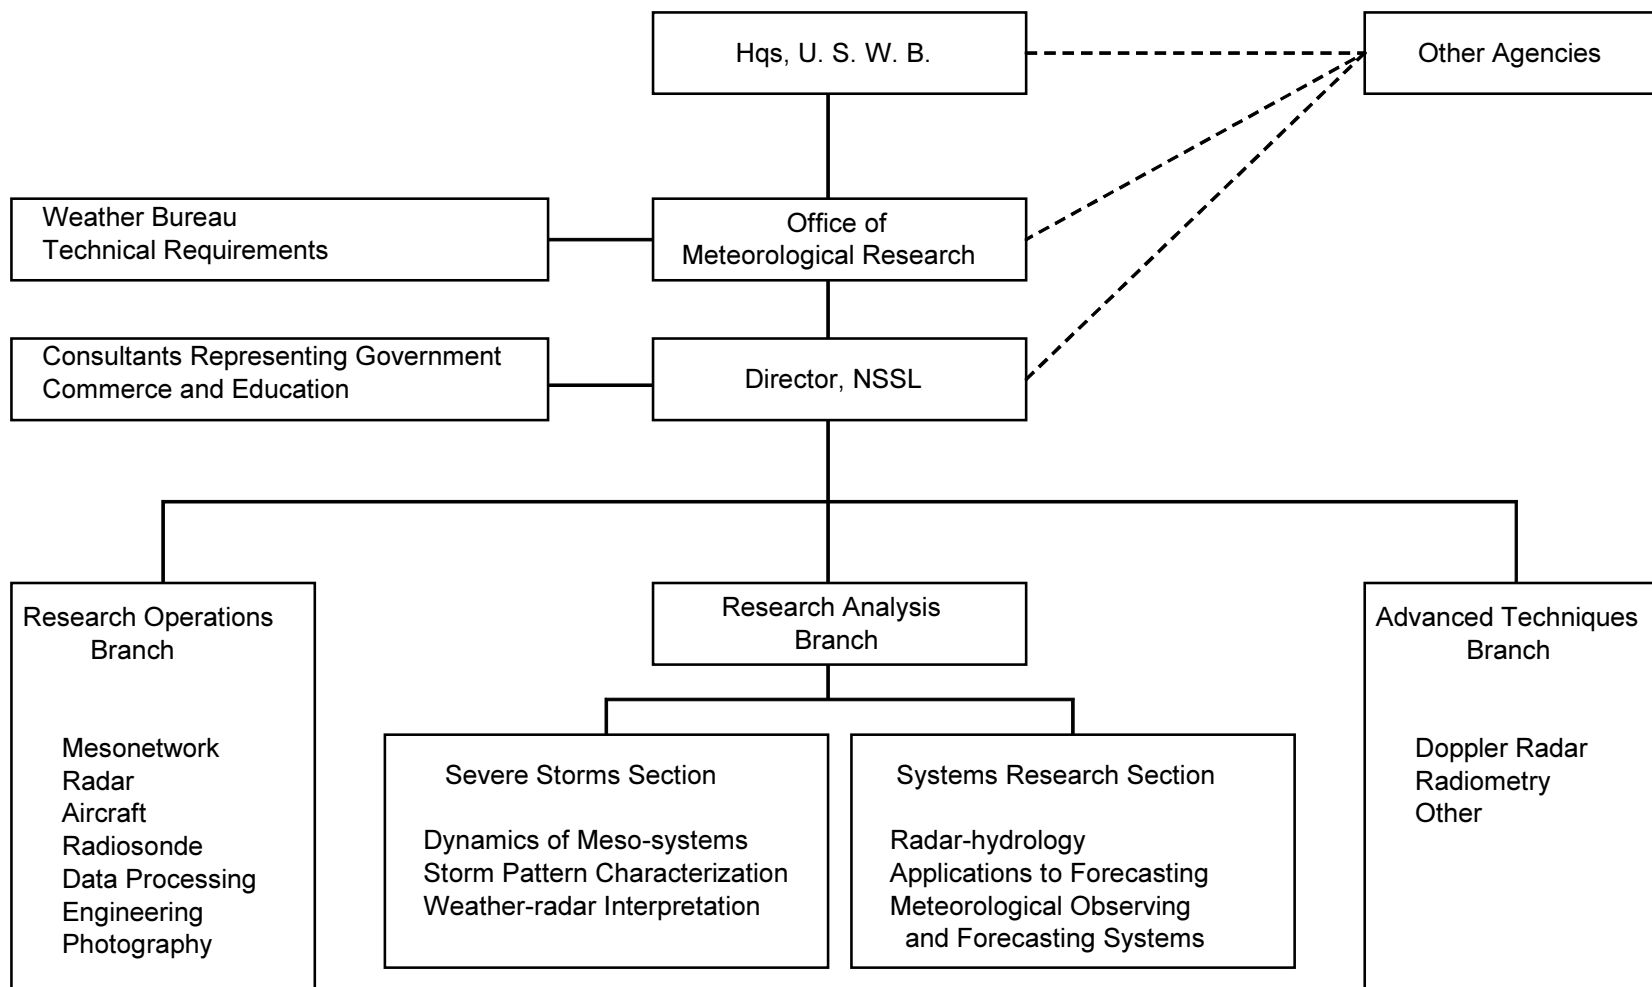 Hqs, U. S. W. B.
Other Agencies
Weather Bureau
Technical Requirements
Office of
Meteorological Research
Consultants Representing Government
Commerce and Education
Director, NSSL
Research Operations
Branch
Mesonetwork
Radar
Aircraft
Radiosonde
Data Processing
Engineering
Photography
Research Analysis
Branch
Severe Storms Section
Dynamics of Meso-systems
Storm Pattern Characterization
Weather-radar Interpretation
Systems Research Section
Radar-hydrology
Applications to Forecasting
Meteorological Observing
and Forecasting Systems
Advanced Techniques
Branch
Doppler Radar
Radiometry
Other